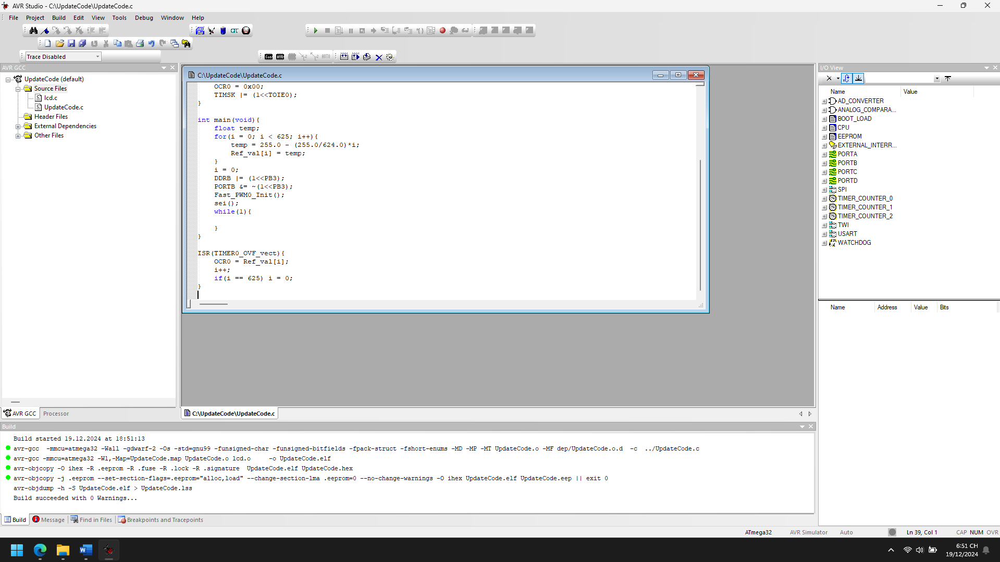 AVR Studio - C:\UpdateCode\UpdateCode.c
File Project Build Edit View Tools Debug Window Help
Trace Disabled
Con AVR AUTO
AVR GCC
UpdateCode (default)
Source Files
lcd.c
UpdateCode.c
Header Files
External Dependencies
Other Files
AVR GCC Processor
C:\UpdateCode\UpdateCode.c
OCR0 = 0x00;
TIMSK |= (1<<TOIE0);
}
int main(void){
float temp;
for(i = 0; i < 625; i++){
temp = 255.0 - (255.0/624.0)*i;
Ref_val[i] = temp;
}
i = 0;
DDRB |= (1<<PB3);
PORTB &= ~(1<<PB3);
Fast_PWM0_Init();
sei();
while(1){
}
}
ISR(TIMER0_OVF_vect){
OCR0 = Ref_val[i];
i++;
if(i == 625) i = 0;
}
C:\UpdateCode\UpdateCode.c
I/O View
Name Value
AD_CONVERTER
ANALOG_COMPARA...
BOOT_LOAD
CPU
EEPROM
EXTERNAL_INTERR...
PORTA
PORTB
PORTC
PORTD
SPI
TIMER_COUNTER_0
TIMER_COUNTER_1
TIMER_COUNTER_2
TWI
USART
WATCHDOG
Name Address Value Bits
Build
Build started 19.12.2024 at 18:51:13
avr-gcc  -mmcu=atmega32 -Wall -gdwarf-2 -Os -std=gnu99 -funsigned-char -funsigned-bitfields -fpack-struct -fshort-enums -MD -MP -MT UpdateCode.o -MF dep/UpdateCode.o.d  -c  ../UpdateCode.c
avr-gcc -mmcu=atmega32 -Wl,-Map=UpdateCode.map UpdateCode.o lcd.o     -o UpdateCode.elf
avr-objcopy -O ihex -R .eeprom -R .fuse -R .lock -R .signature  UpdateCode.elf UpdateCode.hex
avr-objcopy -j .eeprom --set-section-flags=.eeprom="alloc,load" --change-section-lma .eeprom=0 --no-change-warnings -O ihex UpdateCode.elf UpdateCode.eep || exit 0
avr-objdump -h -S UpdateCode.elf > UpdateCode.lss
Build succeeded with 0 Warnings...
Build Message Find in Files Breakpoints and Tracepoints
ATmega32 AVR Simulator Auto Ln 39, Col 1 CAP NUM OVR
6:51 CH
19/12/2024